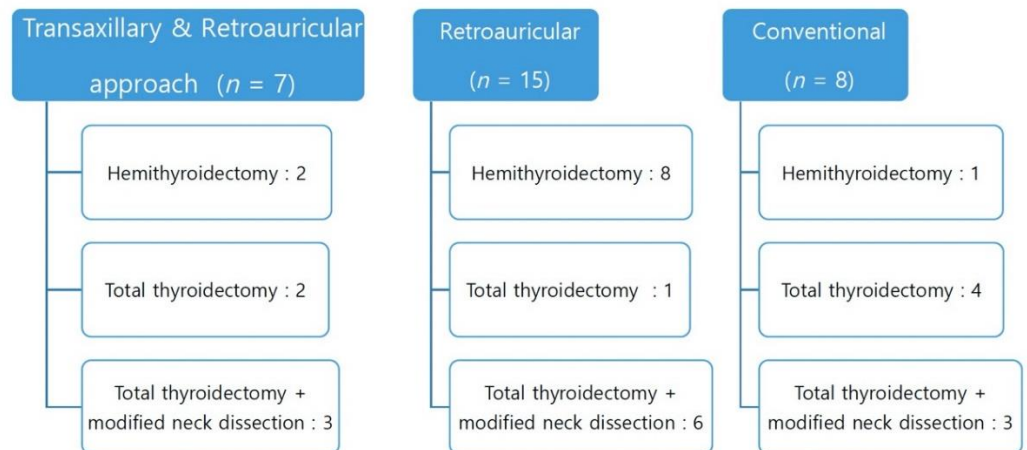 Transaxillary & Retroauricular
approach (n = 7)
Hemithyroidectomy : 2
Total thyroidectomy : 2
Total thyroidectomy +
modified neck dissection : 3
Retroauricular
(n = 15)
Hemithyroidectomy : 8
Total thyroidectomy : 1
Total thyroidectomy +
modified neck dissection : 6
Conventional
(n = 8)
Hemithyroidectomy : 1
Total thyroidectomy : 4
Total thyroidectomy +
modified neck dissection : 3